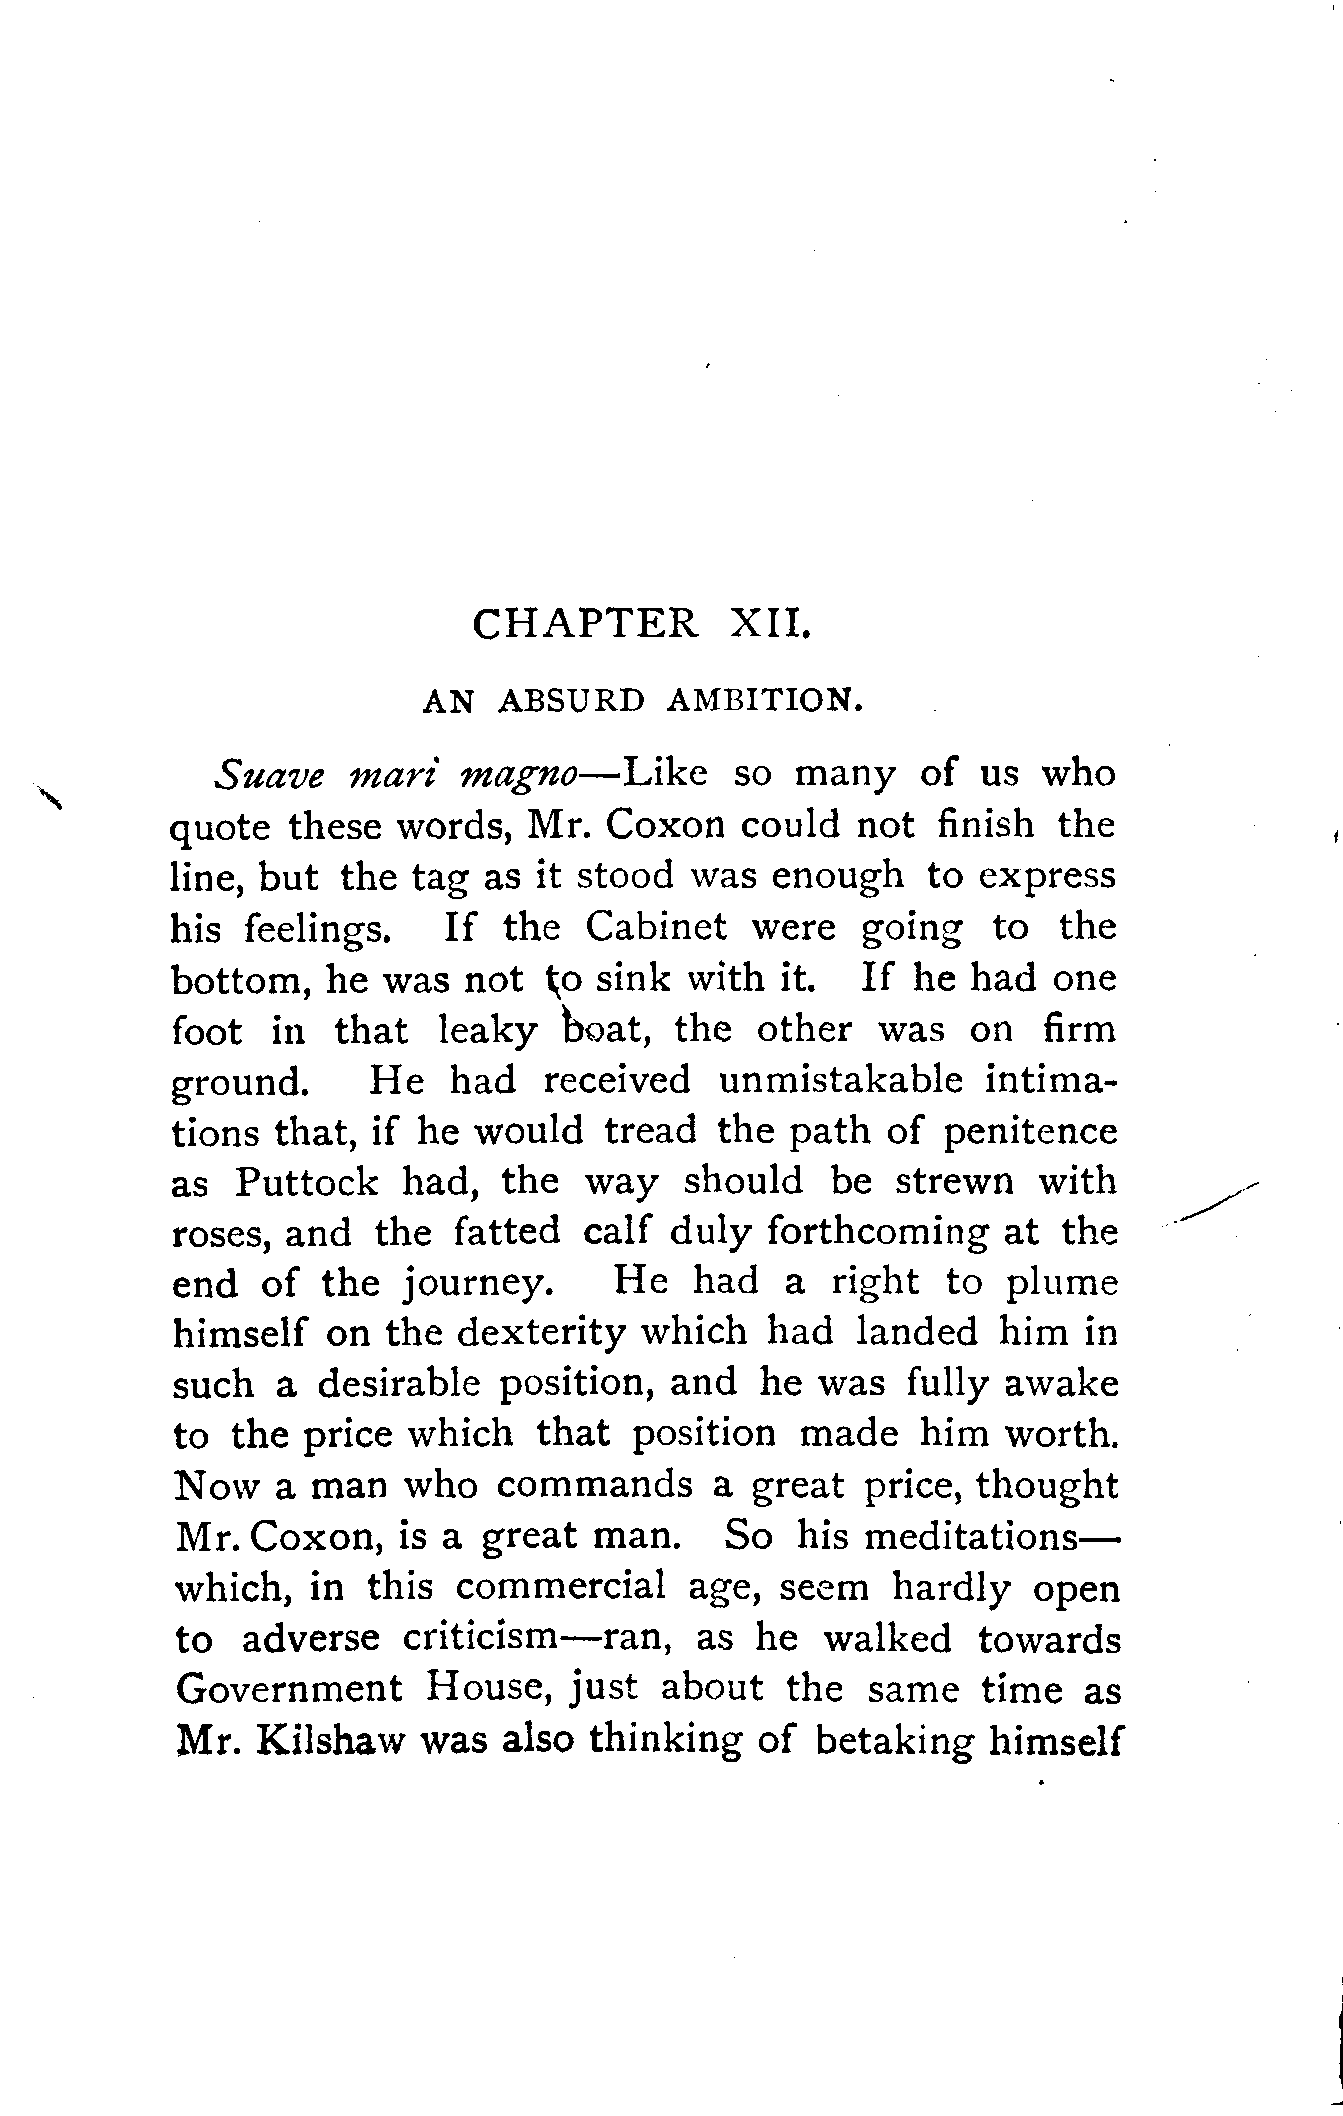 CHAPTER XII.
AN ABSURD AMBITION.
Suave mari magno—Like so many of us who
quote these words, Mr. Coxon could not finish the
line, but the tag as it stood was enough to express
his feelings. If the Cabinet were going to the
bottom, he was not to sink with it. If he had one
foot in that leaky boat, the other was on firm
ground. He had received unmistakable intima-
tions that, if he would tread the path of penitence
as Puttock had, the way should be strewn with
roses, and the fatted calf duly forthcoming at the
end of the journey. He had a right to plume
himself on the dexterity which had landed him in
such a desirable position, and he was fully awake
to the price which that position made him worth.
Now a man who commands a great price, thought
Mr. Coxon, is a great man. So his meditations—
which, in this commercial age, seem hardly open
to adverse criticism—ran, as he walked towards
Government House, just about the same time as
Mr. Kilshaw was also thinking of betaking himself